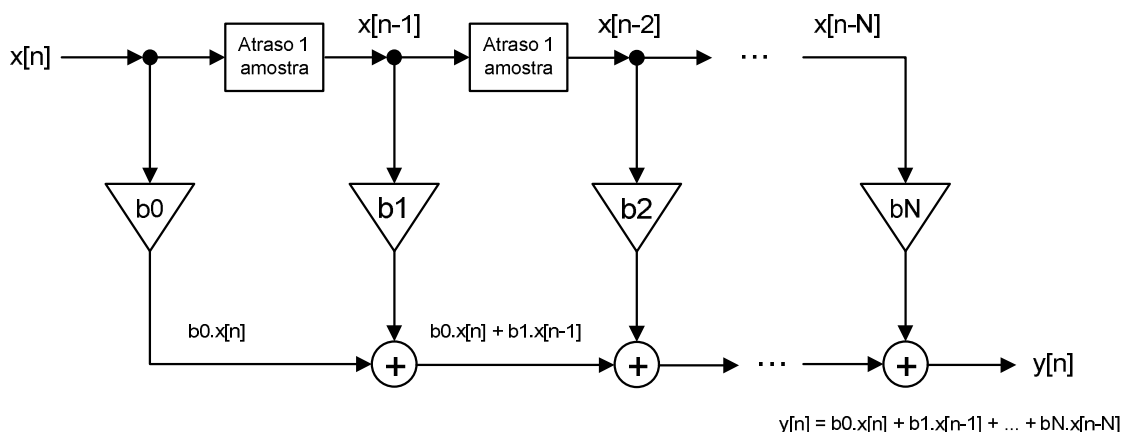 x[n]
Atraso 1
amostra
x[n-1]
Atraso 1
amostra
x[n-2]
...
x[n-N]
b0
b1
b2
bN
b0.x[n]
+
b0.x[n] + b1.x[n-1]
+
...
+
y[n]
y[n] = b0.x[n] + b1.x[n-1] + ... + bN.x[n-N]